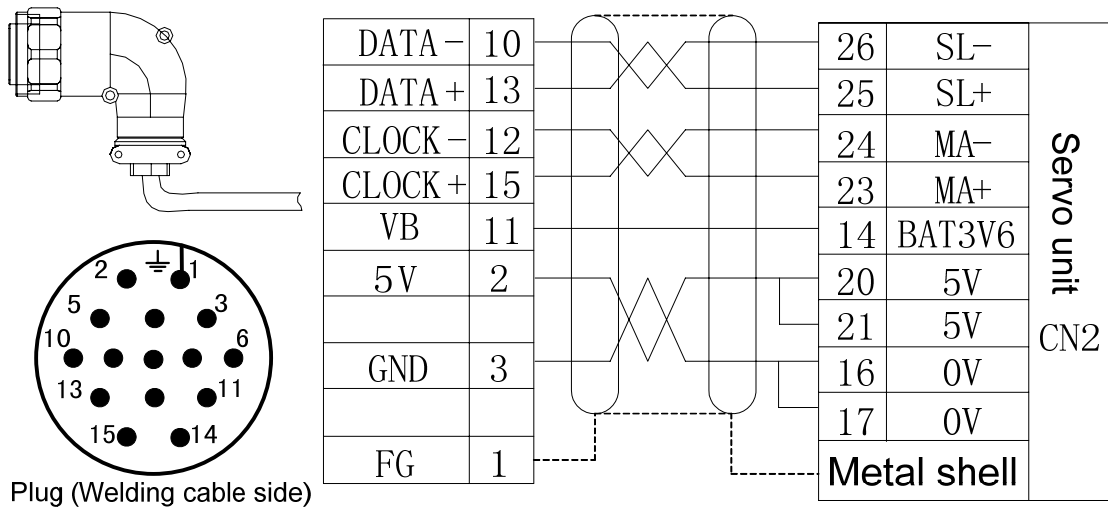 DATA- 10
DATA+ 13
CLOCK- 12
CLOCK+ 15
VB 11
5V 2
GND 3
FG 1
26 SL-
25 SL+
24 MA-
23 MA+
14 BAT3V6
20 5V
21 5V
16 0V
17 0V
Metal shell
Servo unit
CN2
2 1
5 3
10 6
13 11
15 14
Plug (Welding cable side)